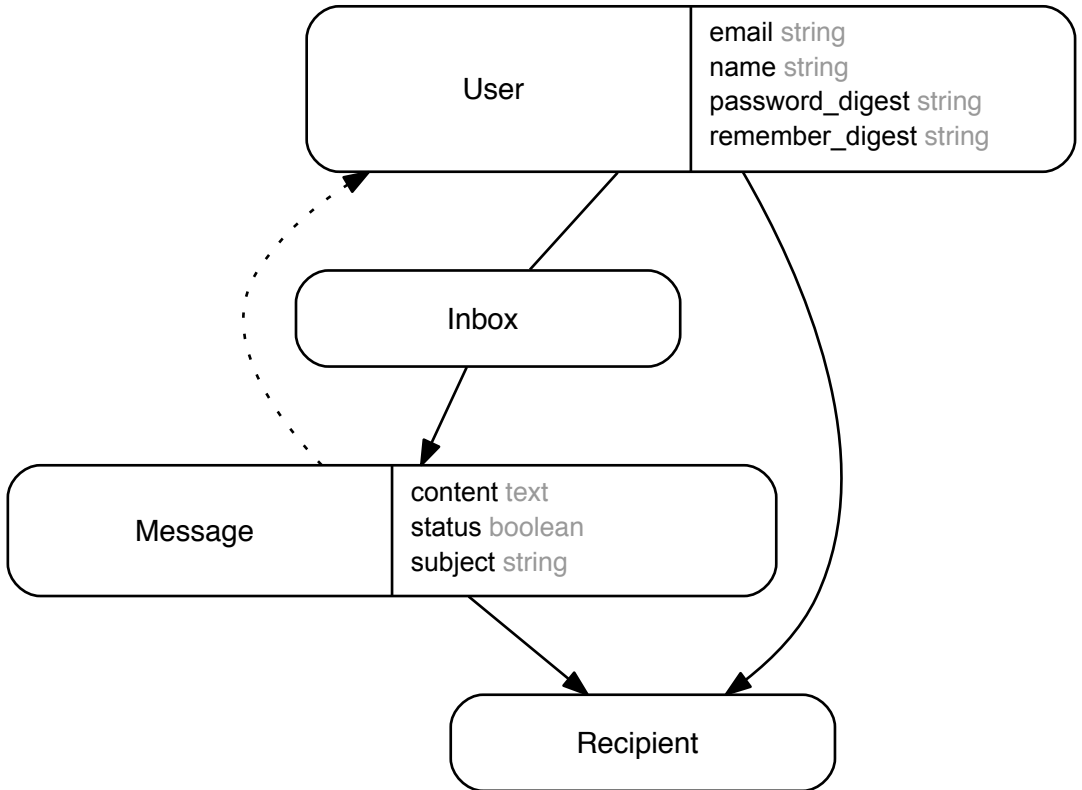 User
email string
name string
password_digest string
remember_digest string
Inbox
Message
content text
status boolean
subject string
Recipient